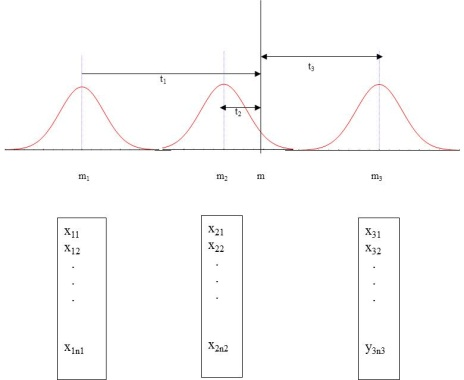 t₃
t₁
t₂
m₁ m₂ m m₃
x₁₁ x₂₁ x₃₁
x₁₂ x₂₂ x₃₂
. . .
. . .
. . .
x₁ₙ₁ x₂ₙ₂ y₃ₙ₃